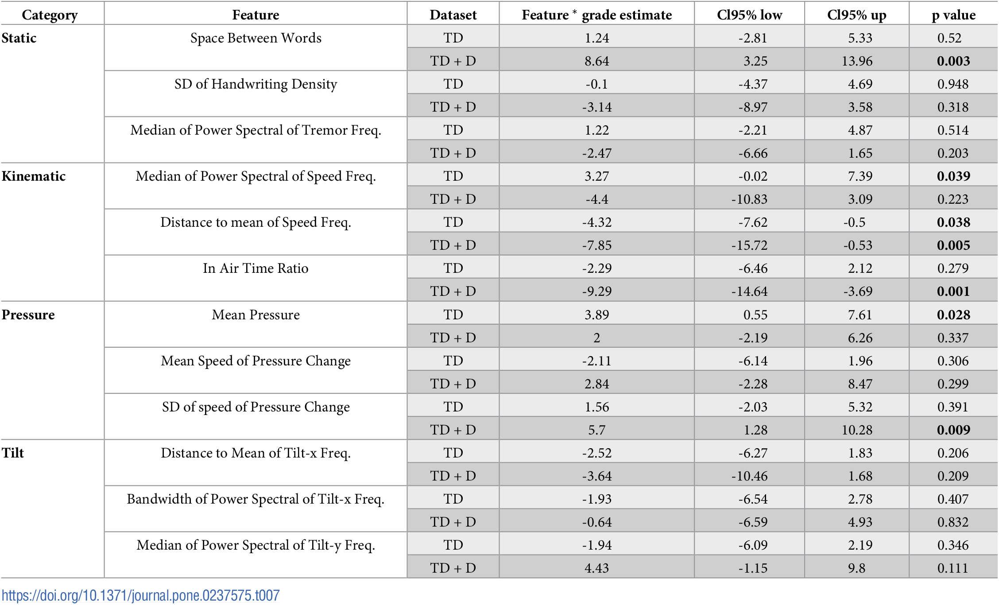 Category Feature Dataset Feature * grade estimate Cl95% low Cl95% up p value
Static Space Between Words TD 1.24 -2.81 5.33 0.52
TD + D 8.64 3.25 13.96 0.003
SD of Handwriting Density TD -0.1 -4.37 4.69 0.948
TD + D -3.14 -8.97 3.58 0.318
Median of Power Spectral of Tremor Freq. TD 1.22 -2.21 4.87 0.514
TD + D -2.47 -6.66 1.65 0.203
Kinematic Median of Power Spectral of Speed Freq. TD 3.27 -0.02 7.39 0.039
TD + D -4.4 -10.83 3.09 0.223
Distance to mean of Speed Freq. TD -4.32 -7.62 -0.5 0.038
TD + D -7.85 -15.72 -0.53 0.005
In Air Time Ratio TD -2.29 -6.46 2.12 0.279
TD + D -9.29 -14.64 -3.69 0.001
Pressure Mean Pressure TD 3.89 0.55 7.61 0.028
TD + D 2 -2.19 6.26 0.337
Mean Speed of Pressure Change TD -2.11 -6.14 1.96 0.306
TD + D 2.84 -2.28 8.47 0.299
SD of speed of Pressure Change TD 1.56 -2.03 5.32 0.391
TD + D 5.7 1.28 10.28 0.009
Tilt Distance to Mean of Tilt-x Freq. TD -2.52 -6.27 1.83 0.206
TD + D -3.64 -10.46 1.68 0.209
Bandwidth of Power Spectral of Tilt-x Freq. TD -1.93 -6.54 2.78 0.407
TD + D -0.64 -6.59 4.93 0.832
Median of Power Spectral of Tilt-y Freq. TD -1.94 -6.09 2.19 0.346
TD + D 4.43 -1.15 9.8 0.111
https://doi.org/10.1371/journal.pone.0237575.t007